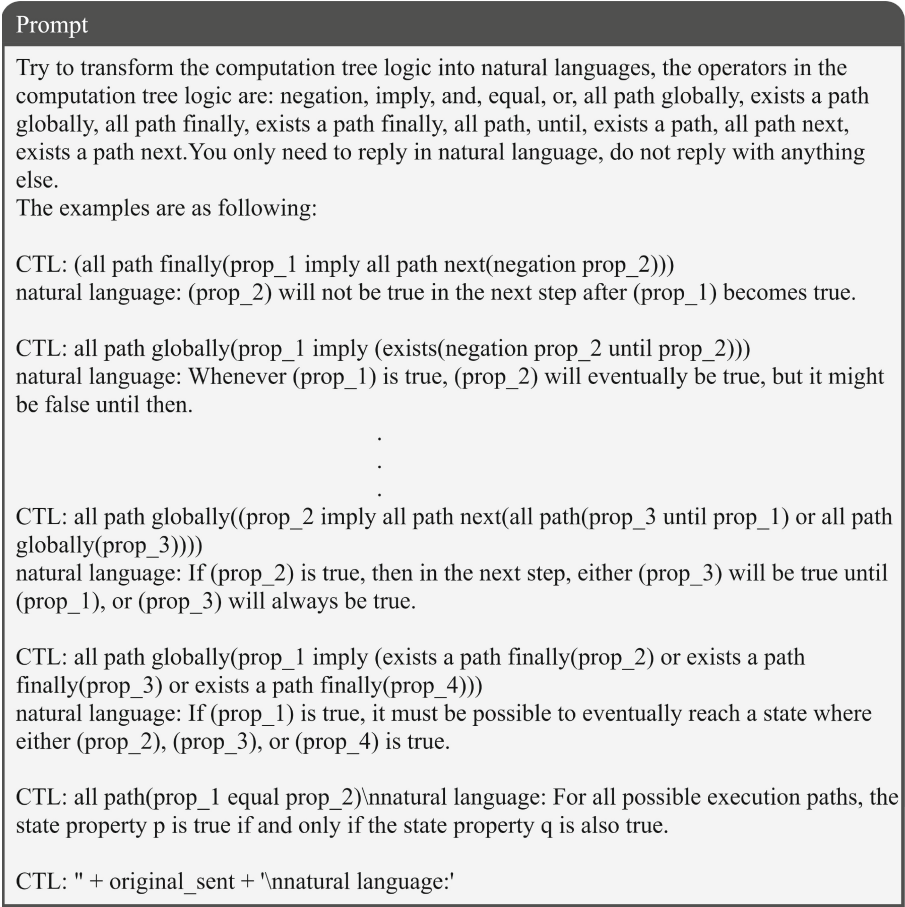 Prompt
Try to transform the computation tree logic into natural languages, the operators in the
computation tree logic are: negation, imply, and, equal, or, all path globally, exists a path
globally, all path finally, exists a path finally, all path, until, exists a path, all path next,
exists a path next.You only need to reply in natural language, do not reply with anything
else.
The examples are as following:
CTL: (all path finally(prop_1 imply all path next(negation prop_2)))
natural language: (prop_2) will not be true in the next step after (prop_1) becomes true.
CTL: all path globally(prop_1 imply (exists(negation prop_2 until prop_2)))
natural language: Whenever (prop_1) is true, (prop_2) will eventually be true, but it might
be false until then.
.
.
.
CTL: all path globally((prop_2 imply all path next(all path(prop_3 until prop_1) or all path
globally(prop_3))))
natural language: If (prop_2) is true, then in the next step, either (prop_3) will be true until
(prop_1), or (prop_3) will always be true.
CTL: all path globally(prop_1 imply (exists a path finally(prop_2) or exists a path
finally(prop_3) or exists a path finally(prop_4)))
natural language: If (prop_1) is true, it must be possible to eventually reach a state where
either (prop_2), (prop_3), or (prop_4) is true.
CTL: all path(prop_1 equal prop_2)\nnatural language: For all possible execution paths, the
state property p is true if and only if the state property q is also true.
CTL: " + original_sent + '\nnatural language:'